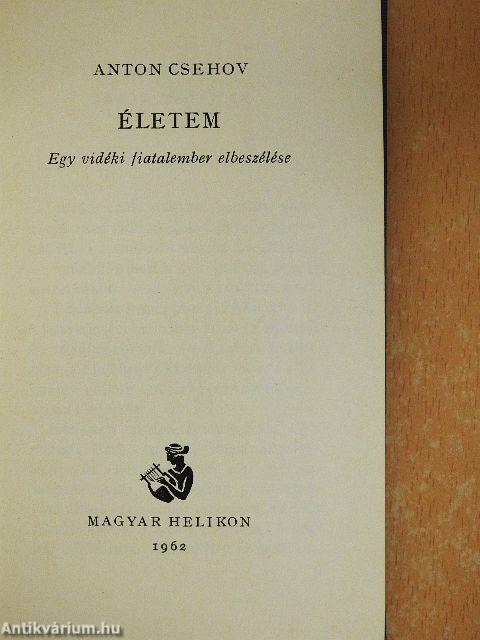 ANTON CSEHOV
ÉLETEM
Egy vidéki fiatalember elbeszélése
MAGYAR HELIKON
1962
Antikvárium.hu